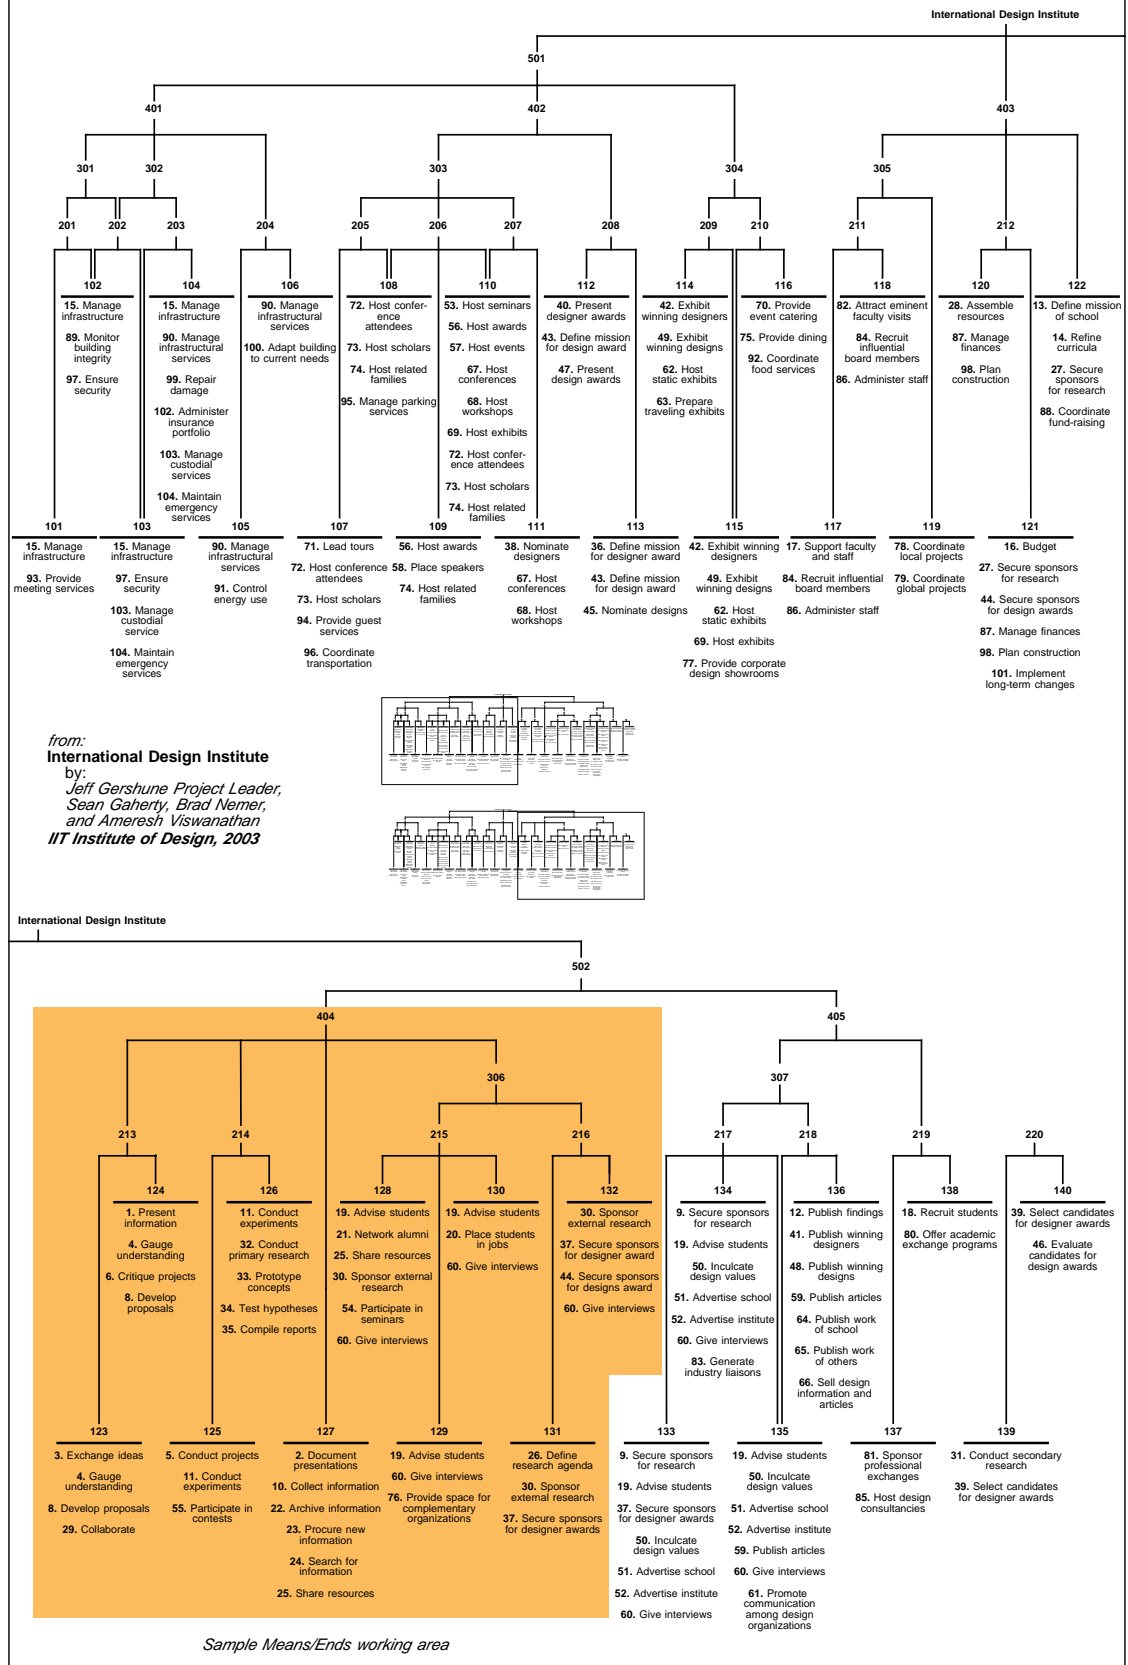 International Design Institute
501
401
402
403
301
302
303
304
305
201
202
203
204
205
206
207
208
209
210
211
212
102
15. Manage
infrastructure
89. Monitor
building
integrity
97. Ensure
security
104
15. Manage
infrastructure
90. Manage
infrastructural
services
99. Repair
damage
102. Administer
insurance
portfolio
103. Manage
custodial
services
104. Maintain
emergency
services
106
90. Manage
infrastructural
services
100. Adapt building
to current needs
108
72. Host confer-
ence
attendees
73. Host scholars
74. Host related
families
95. Manage parking
services
110
53. Host seminars
56. Host awards
57. Host events
67. Host
conferences
68. Host
workshops
69. Host exhibits
72. Host confer-
ence attendees
73. Host scholars
74. Host related
families
112
40. Present
designer awards
43. Define mission
for design award
47. Present
design awards
114
42. Exhibit
winning designers
49. Exhibit
winning designs
62. Host
static exhibits
63. Prepare
traveling exhibits
116
70. Provide
event catering
75. Provide dining
92. Coordinate
food services
118
82. Attract eminent
faculty visits
84. Recruit
influential
board members
86. Administer staff
120
28. Assemble
resources
87. Manage
finances
98. Plan
construction
122
13. Define mission
of school
14. Refine
curricula
27. Secure
sponsors
for research
88. Coordinate
fund-raising
101
15. Manage
infrastructure
93. Provide
meeting services
103
15. Manage
infrastructure
97. Ensure
security
103. Manage
custodial
service
104. Maintain
emergency
services
105
90. Manage
infrastructural
services
91. Control
energy use
107
71. Lead tours
72. Host conference
attendees
73. Host scholars
94. Provide guest
services
96. Coordinate
transportation
109
56. Host awards
58. Place speakers
74. Host related
families
111
38. Nominate
designers
67. Host
conferences
68. Host
workshops
113
36. Define mission
for designer award
43. Define mission
for design award
45. Nominate designs
115
42. Exhibit winning
designers
49. Exhibit
winning designs
62. Host
static exhibits
69. Host exhibits
77. Provide corporate
design showrooms
117
17. Support faculty
and staff
84. Recruit influential
board members
86. Administer staff
119
78. Coordinate
local projects
79. Coordinate
global projects
121
16. Budget
27. Secure sponsors
for research
44. Secure sponsors
for design awards
87. Manage finances
98. Plan construction
101. Implement
long-term changes
from:
International Design Institute
by:
Jeff Gershune Project Leader,
Sean Gaherty, Brad Nemer,
and Ameresh Viswanathan
IIT Institute of Design, 2003
International Design Institute
502
404
405
306
307
213
214
215
216
217
218
219
220
124
1. Present
information
4. Gauge
understanding
6. Critique projects
8. Develop
proposals
126
11. Conduct
experiments
32. Conduct
primary research
33. Prototype
concepts
34. Test hypotheses
35. Compile reports
128
19. Advise students
21. Network alumni
25. Share resources
30. Sponsor external
research
54. Participate in
seminars
60. Give interviews
130
19. Advise students
20. Place students
in jobs
60. Give interviews
132
30. Sponsor
external research
37. Secure sponsors
for designer award
44. Secure sponsors
for designs award
60. Give interviews
134
9. Secure sponsors
for research
19. Advise students
50. Inculcate
design values
51. Advertise school
52. Advertise institute
60. Give interviews
83. Generate
industry liaisons
136
12. Publish findings
41. Publish winning
designers
48. Publish winning
designs
59. Publish articles
64. Publish work
of school
65. Publish work
of others
66. Sell design
information and
articles
138
18. Recruit students
80. Offer academic
exchange programs
140
39. Select candidates
for designer awards
46. Evaluate
candidates for
design awards
123
3. Exchange ideas
4. Gauge
understanding
8. Develop proposals
29. Collaborate
125
5. Conduct projects
11. Conduct
experiments
55. Participate in
contests
127
2. Document
presentations
10. Collect information
22. Archive information
23. Procure new
information
24. Search for
information
25. Share resources
129
19. Advise students
60. Give interviews
76. Provide space for
complementary
organizations
131
26. Define
research agenda
30. Sponsor
external research
37. Secure sponsors
for designer awards
133
9. Secure sponsors
for research
19. Advise students
37. Secure sponsors
for designer awards
50. Inculcate
design values
51. Advertise school
52. Advertise institute
60. Give interviews
135
19. Advise students
50. Inculcate
design values
51. Advertise school
52. Advertise institute
59. Publish articles
60. Give interviews
61. Promote
communication
among design
organizations
137
81. Sponsor
professional
exchanges
85. Host design
consultancies
139
31. Conduct secondary
research
39. Select candidates
for designer awards
Sample Means/Ends working area